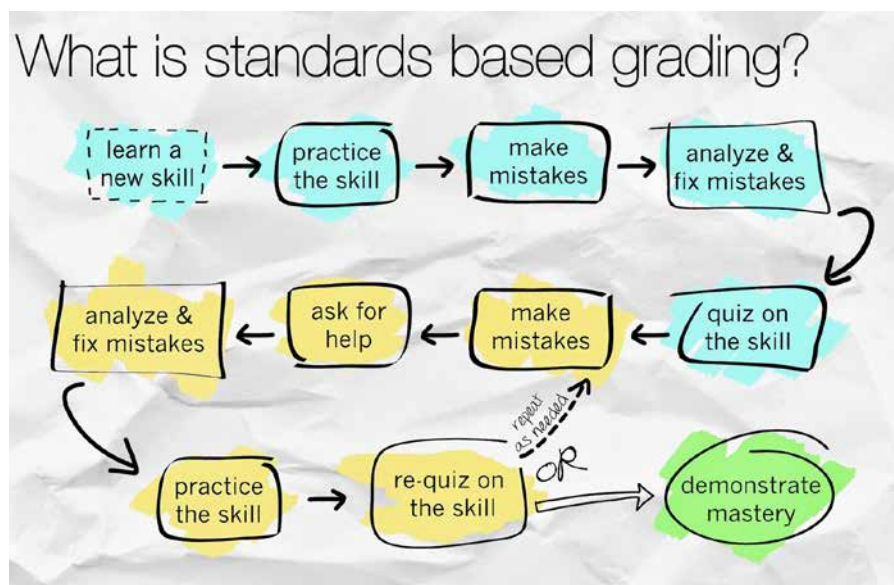 What is standards based grading?
learn a
new skill
practice
the skill
make
mistakes
analyze &
fix mistakes
quiz on
the skill
make
mistakes
ask for
help
analyze &
fix mistakes
practice
the skill
re-quiz on
the skill
repeat
as needed
OR
demonstrate
mastery